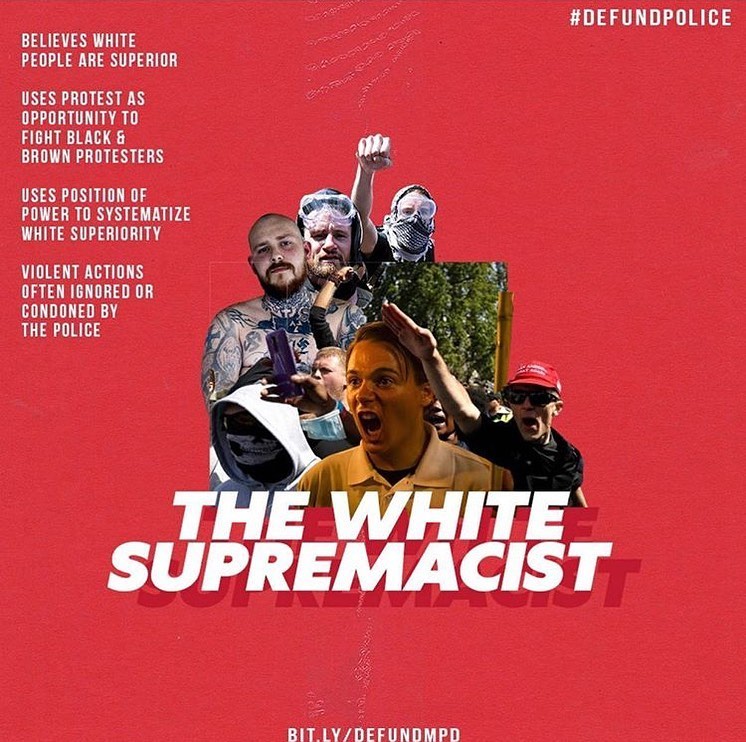 #DEFUNDPOLICE
BELIEVES WHITE
PEOPLE ARE SUPERIOR
USES PROTEST AS
OPPORTUNITY TO
FIGHT BLACK &
BROWN PROTESTERS
USES POSITION OF
POWER TO SYSTEMATIZE
WHITE SUPERIORITY
VIOLENT ACTIONS
OFTEN IGNORED OR
CONDONED BY
THE POLICE
THE WHITE
SUPREMACIST
BIT.LY/DEFUNDMPD